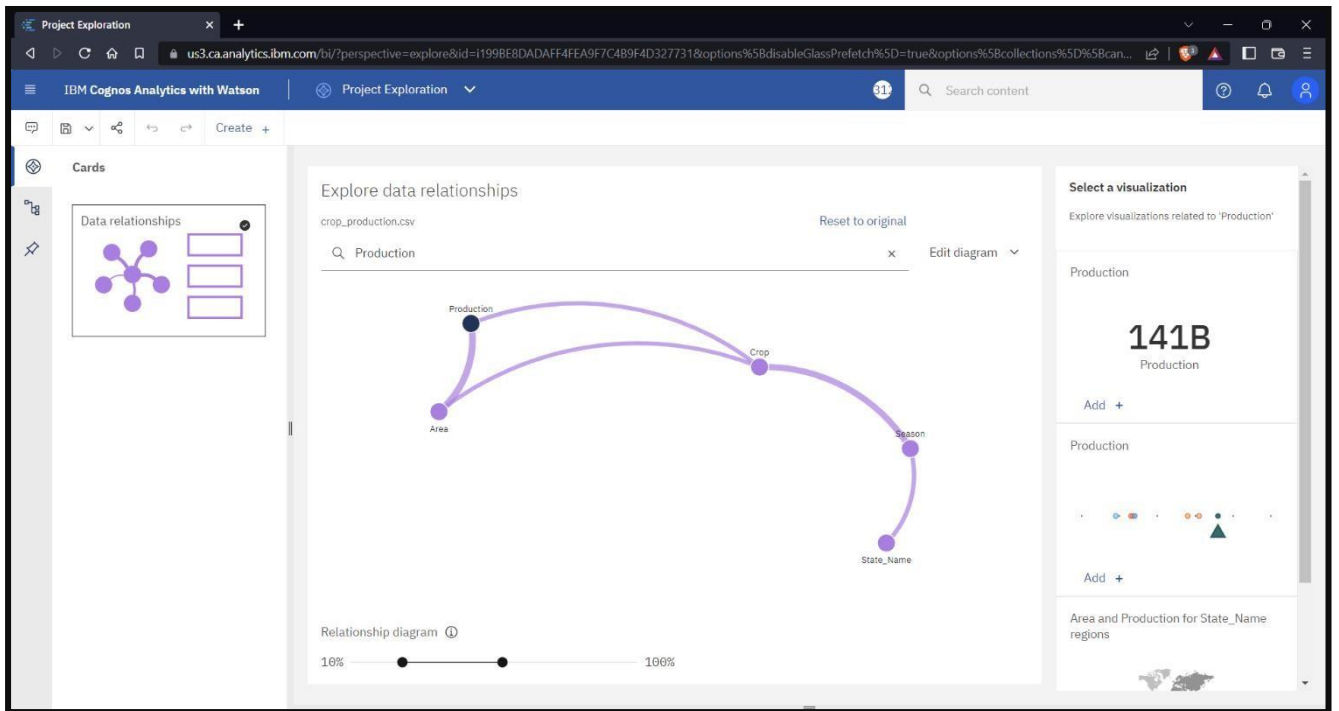 Project Exploration
us3.ca.analytics.ibm.com/bi/?perspective=explore&id=i199BE8DADAFF4FEA9F7C4B9F4D327731&options%5BdisableGlassPrefetch%5D=true&options%5Bcollections%5D%5Bcan...
IBM Cognos Analytics with Watson
Project Exploration
Search content
Create +
Cards
Data relationships
Explore data relationships
crop_production.csv
Reset to original
Production
Edit diagram
Production
Crop
Area
Season
State_Name
Relationship diagram
10%
100%
Select a visualization
Explore visualizations related to 'Production'
Production
141B
Production
Add +
Production
Add +
Area and Production for State_Name
regions